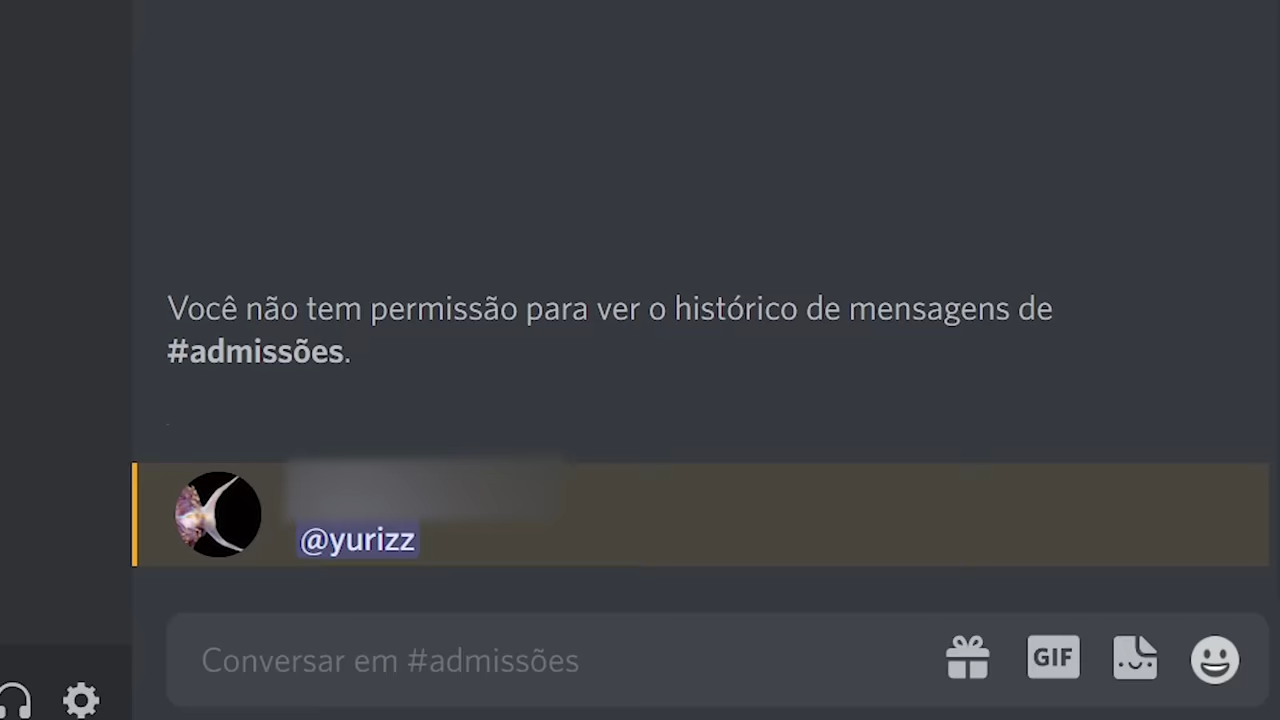 Você não tem permissão para ver o histórico de mensagens de
#admissões.
@yurizz
Conversar em #admissões
GIF